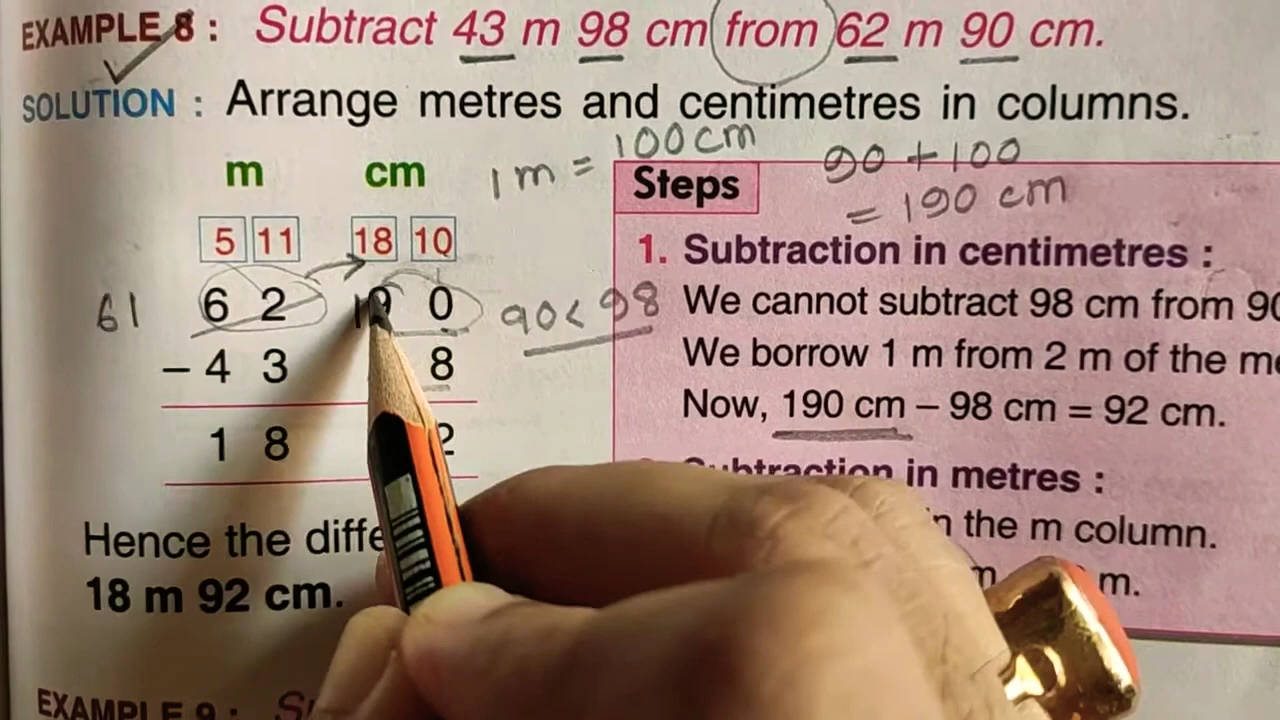 EXAMPLE 8 : Subtract 43 m 98 cm from 62 m 90 cm.
SOLUTION : Arrange metres and centimetres in columns.
m cm
1 m = 100 cm
90 + 100
= 190 cm
5 11 18 10
61 6 2 19 0
90 < 98
− 4 3 8
1 8 2
Hence the diffe
18 m 92 cm.
Steps
1. Subtraction in centimetres :
We cannot subtract 98 cm from 90
We borrow 1 m from 2 m of the me
Now, 190 cm − 98 cm = 92 cm.
Subtraction in metres :
in the m column.
m m.
EXAMPLE 9 :